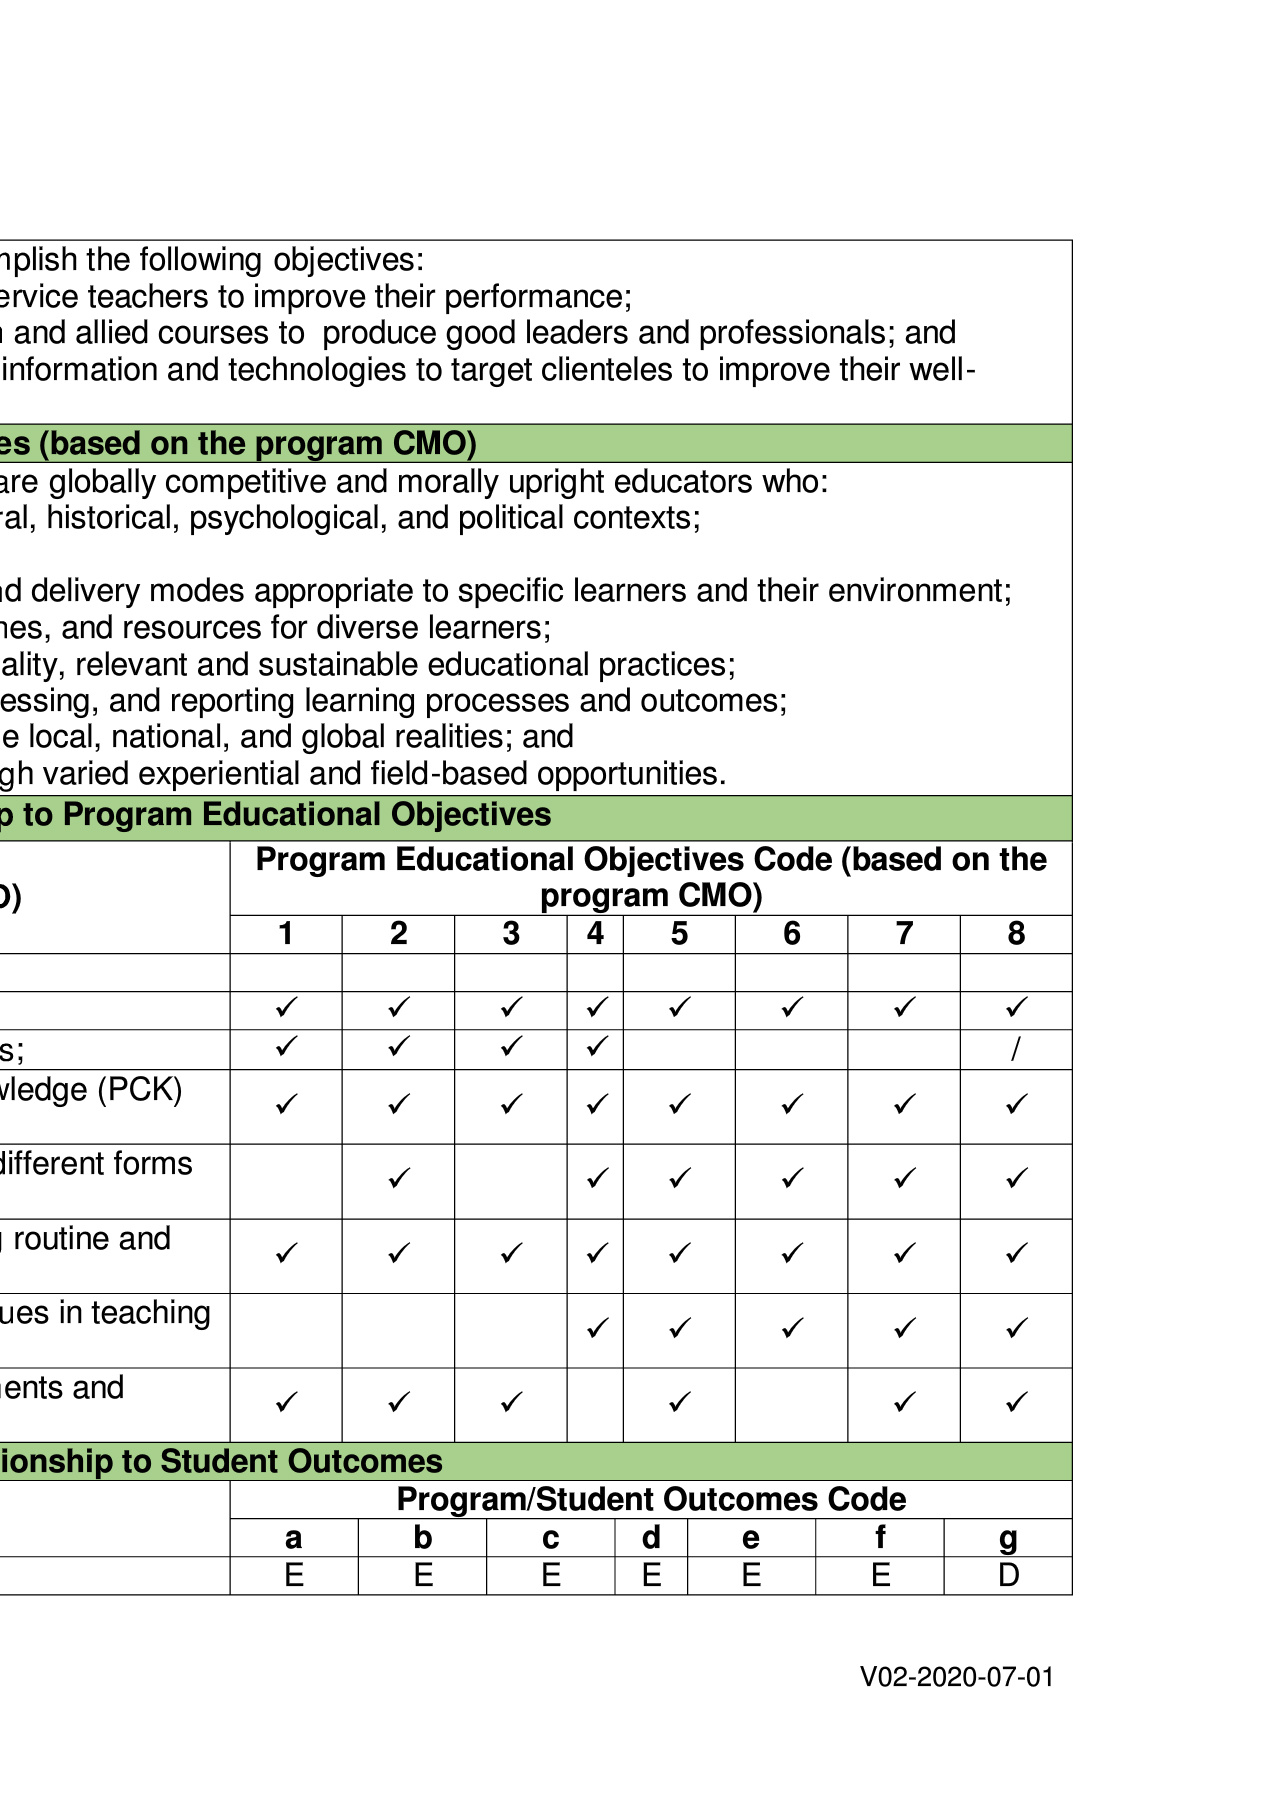 mplish the following objectives:
ervice teachers to improve their performance;
n and allied courses to produce good leaders and professionals; and
information and technologies to target clienteles to improve their well-
es (based on the program CMO)
are globally competitive and morally upright educators who:
ral, historical, psychological, and political contexts;
nd delivery modes appropriate to specific learners and their environment;
nes, and resources for diverse learners;
ality, relevant and sustainable educational practices;
essing, and reporting learning processes and outcomes;
e local, national, and global realities; and
gh varied experiential and field-based opportunities.
p to Program Educational Objectives
Program Educational Objectives Code (based on the
O) program CMO)
1 2 3 4 5 6 7 8
✓ ✓ ✓ ✓ ✓ ✓ ✓ ✓
s; ✓ ✓ ✓ ✓ /
wledge (PCK) ✓ ✓ ✓ ✓ ✓ ✓ ✓ ✓
different forms ✓ ✓ ✓ ✓ ✓ ✓
g routine and ✓ ✓ ✓ ✓ ✓ ✓ ✓ ✓
ues in teaching ✓ ✓ ✓ ✓ ✓
ments and ✓ ✓ ✓ ✓ ✓ ✓
ionship to Student Outcomes
Program/Student Outcomes Code
a b c d e f g
E E E E E E D
V02-2020-07-01